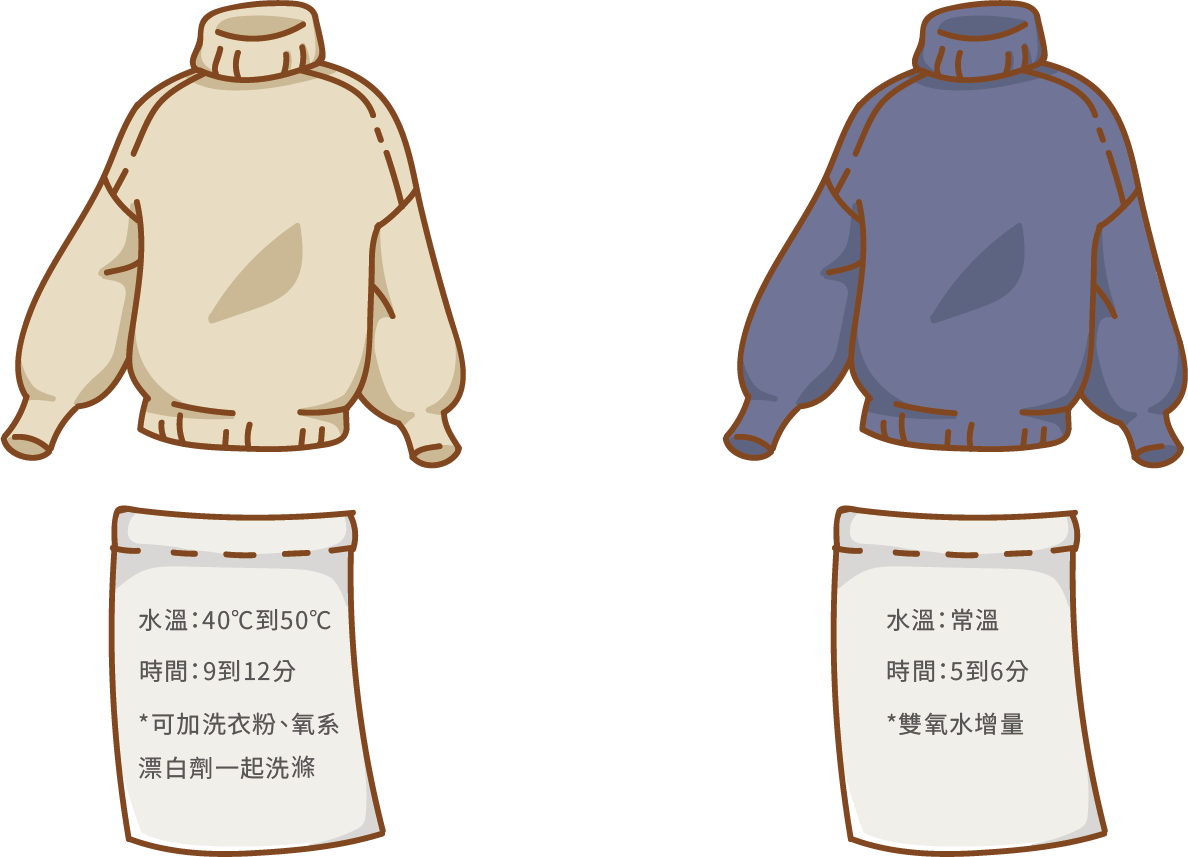 水溫：40℃到50℃
時間：9到12分
*可加洗衣粉、氧系
漂白劑一起洗滌
水溫：常溫
時間：5到6分
*雙氧水增量